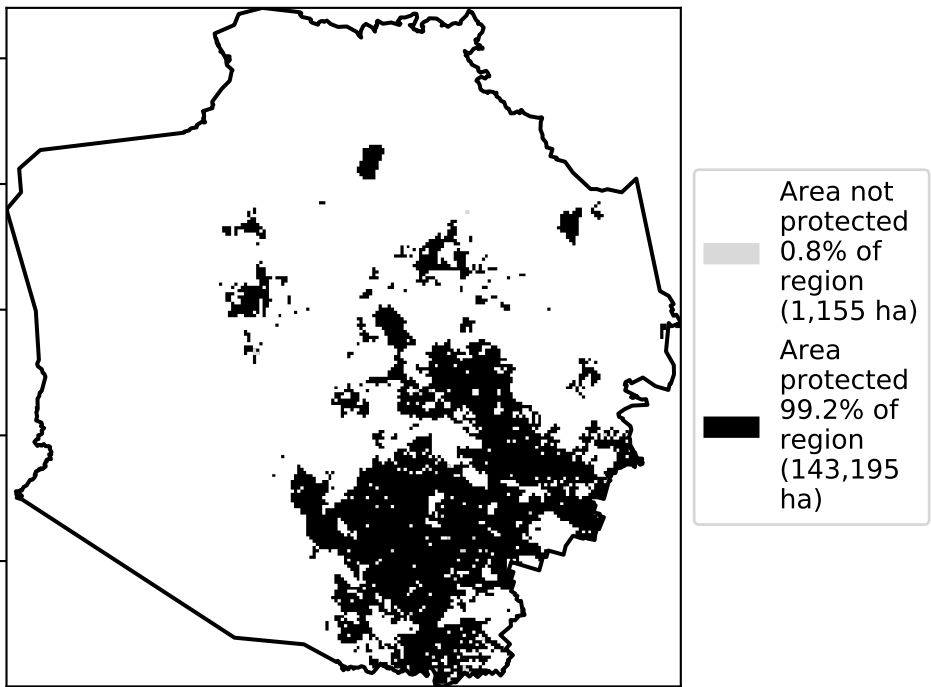 Area not
protected
0.8% of
region
(1,155 ha)
Area
protected
99.2% of
region
(143,195
ha)